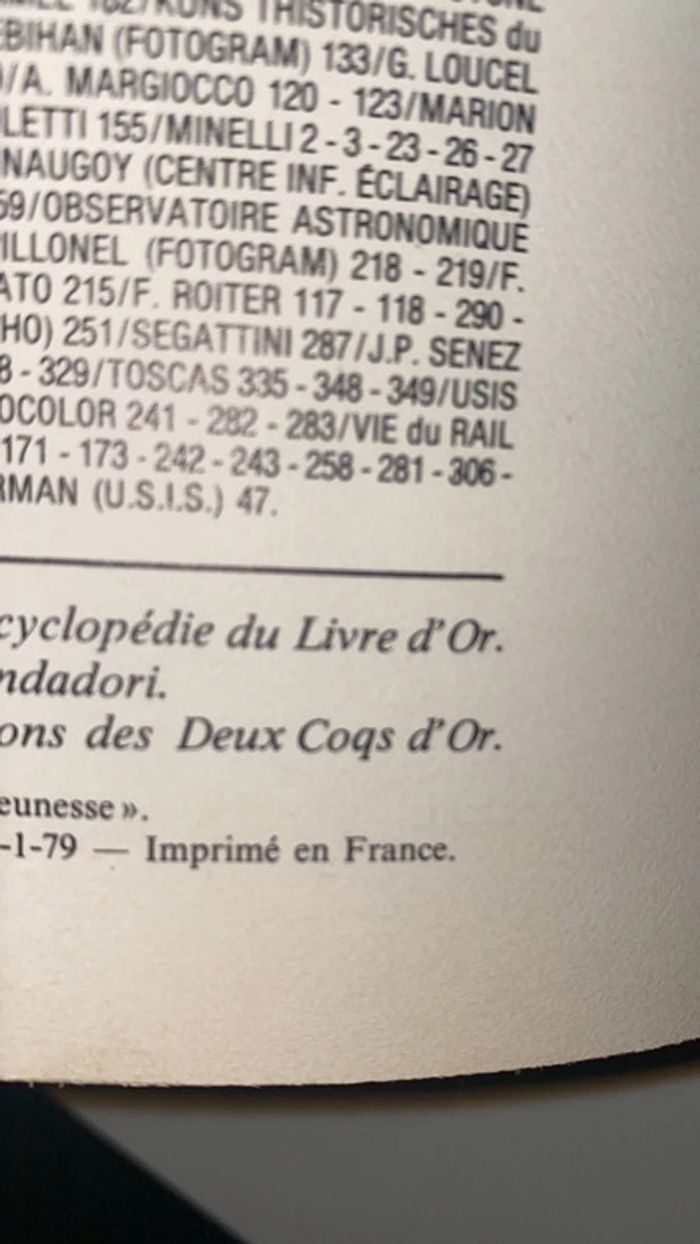 THISTORISCHES du
EBIHAN (FOTOGRAM) 133/G. LOUCEL
/A. MARGIOCCO 120 - 123/MARION
LETTI 155/MINELLI 2 - 3 - 23 - 26 - 27
NAUGOY (CENTRE INF. ÉCLAIRAGE)
59/OBSERVATOIRE ASTRONOMIQUE
ILLONEL (FOTOGRAM) 218 - 219/F.
ATO 215/F. ROITER 117 - 118 - 290 -
HO) 251/SEGATTINI 287/J.P. SENEZ
8 - 329/TOSCAS 335 - 348 - 349/USIS
OCOLOR 241 - 282 - 283/VIE du RAIL
171 - 173 - 242 - 243 - 258 - 281 - 306 -
RMAN (U.S.I.S.) 47.
cyclopédie du Livre d'Or.
ndadori.
ons des Deux Coqs d'Or.
eunesse ».
-1-79 — Imprimé en France.